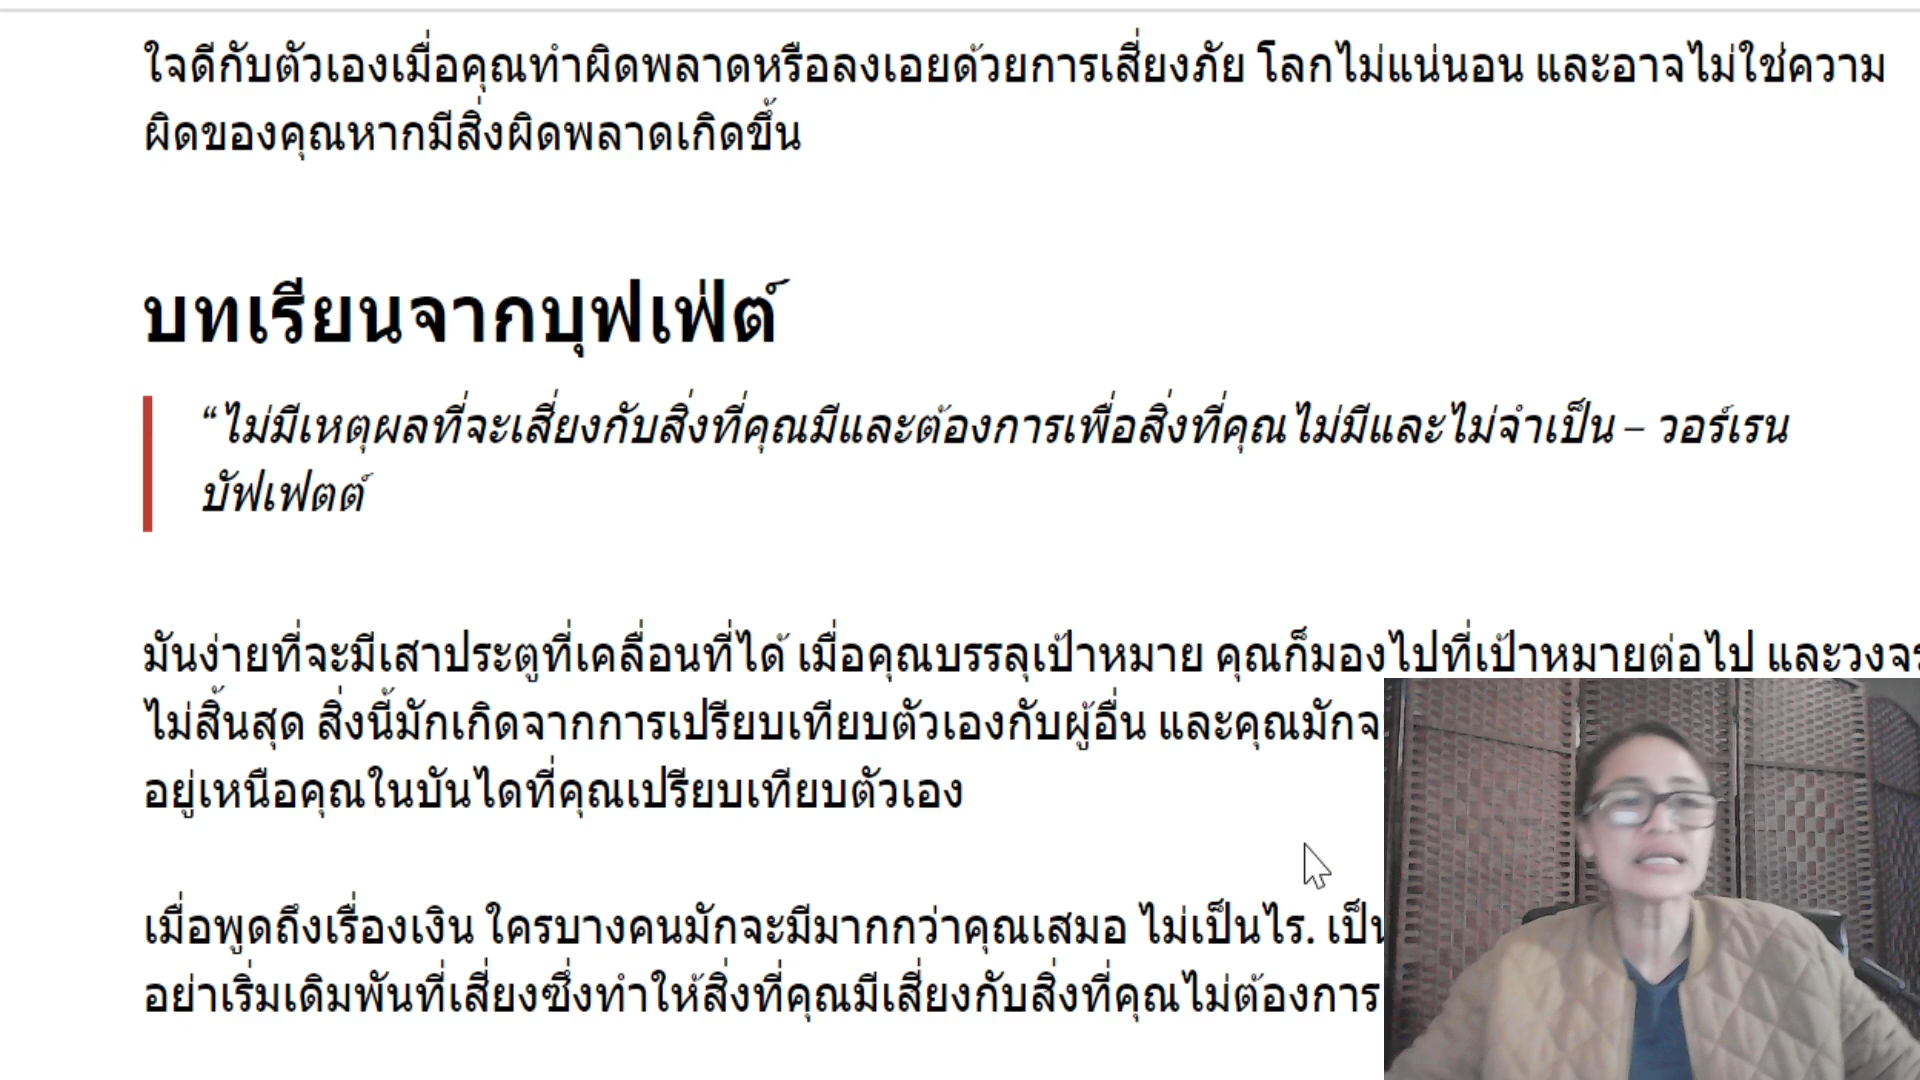 ใจดีกับตัวเองเมื่อคุณทำผิดพลาดหรือลงเอยด้วยการเสี่ยงภัย โลกไม่แน่นอน และอาจไม่ใช่ความ
ผิดของคุณหากมีสิ่งผิดพลาดเกิดขึ้น
บทเรียนจากบุฟเฟ่ต์
“ไม่มีเหตุผลที่จะเสี่ยงกับสิ่งที่คุณมีและต้องการเพื่อสิ่งที่คุณไม่มีและไม่จำเป็น – วอร์เรน
บัฟเฟตต์
มันง่ายที่จะมีเสาประตูที่เคลื่อนที่ได้ เมื่อคุณบรรลุเป้าหมาย คุณก็มองไปที่เป้าหมายต่อไป และวงจร
ไม่สิ้นสุด สิ่งนี้มักเกิดจากการเปรียบเทียบตัวเองกับผู้อื่น และคุณมัก
อยู่เหนือคุณในบันไดที่คุณเปรียบเทียบตัวเอง
เมื่อพูดถึงเรื่องเงิน ใครบางคนมักจะมีมากกว่าคุณเสมอ ไม่เป็นไร.
อย่าเริ่มเดิมพันที่เสี่ยงซึ่งทำให้สิ่งที่คุณมีเสี่ยงกับสิ่งที่คุณไม่ต้องการ